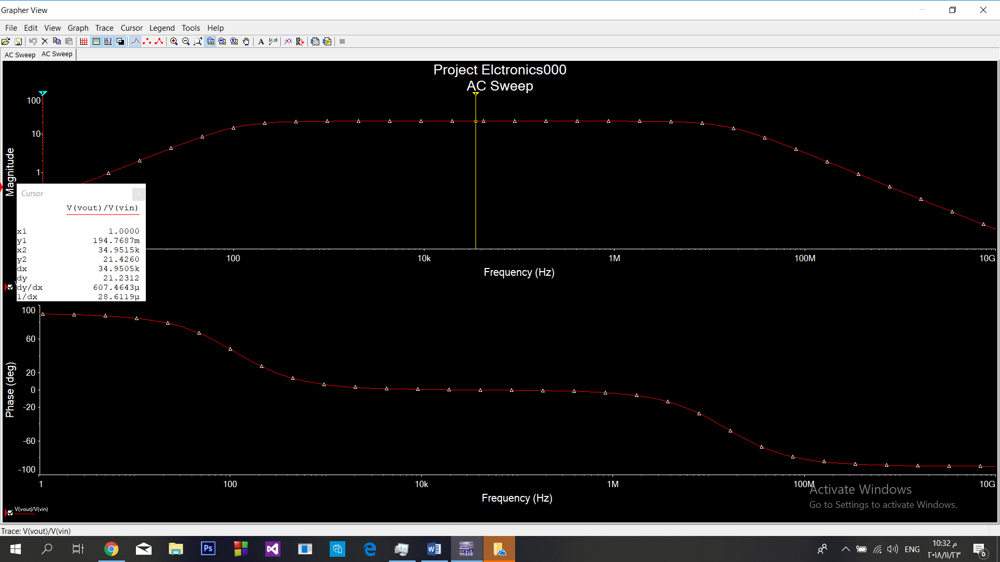 Grapher View
File Edit View Graph Trace Cursor Legend Tools Help
AC Sweep AC Sweep
Project Elctronics000
AC Sweep
Magnitude
100
10
1
Cursor
V(vout)/V(vin)
x1 1.0000
y1 194.7687m
x2 34.9515k
y2 21.4260
dx 34.9505k
dy 21.2312
dy/dx 607.4643µ
1/dx 28.6119µ
100 10k 1M 100M 10G
Frequency (Hz)
Phase (deg)
100
60
20
0
-20
-60
-100
1 100 10k 1M 100M 10G
Frequency (Hz)
V(vout)/V(vin)
Activate Windows
Go to Settings to activate Windows.
Trace: V(vout)/V(vin)
Ps
ENG
10:32 م
٢٠١٨/١١/٢٣
٥